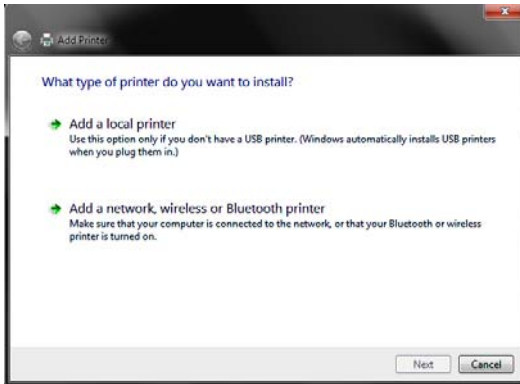 Add Printer
What type of printer do you want to install?
Add a local printer
Use this option only if you don't have a USB printer. (Windows automatically installs USB printers
when you plug them in.)
Add a network, wireless or Bluetooth printer
Make sure that your computer is connected to the network, or that your Bluetooth or wireless
printer is turned on.
Next Cancel